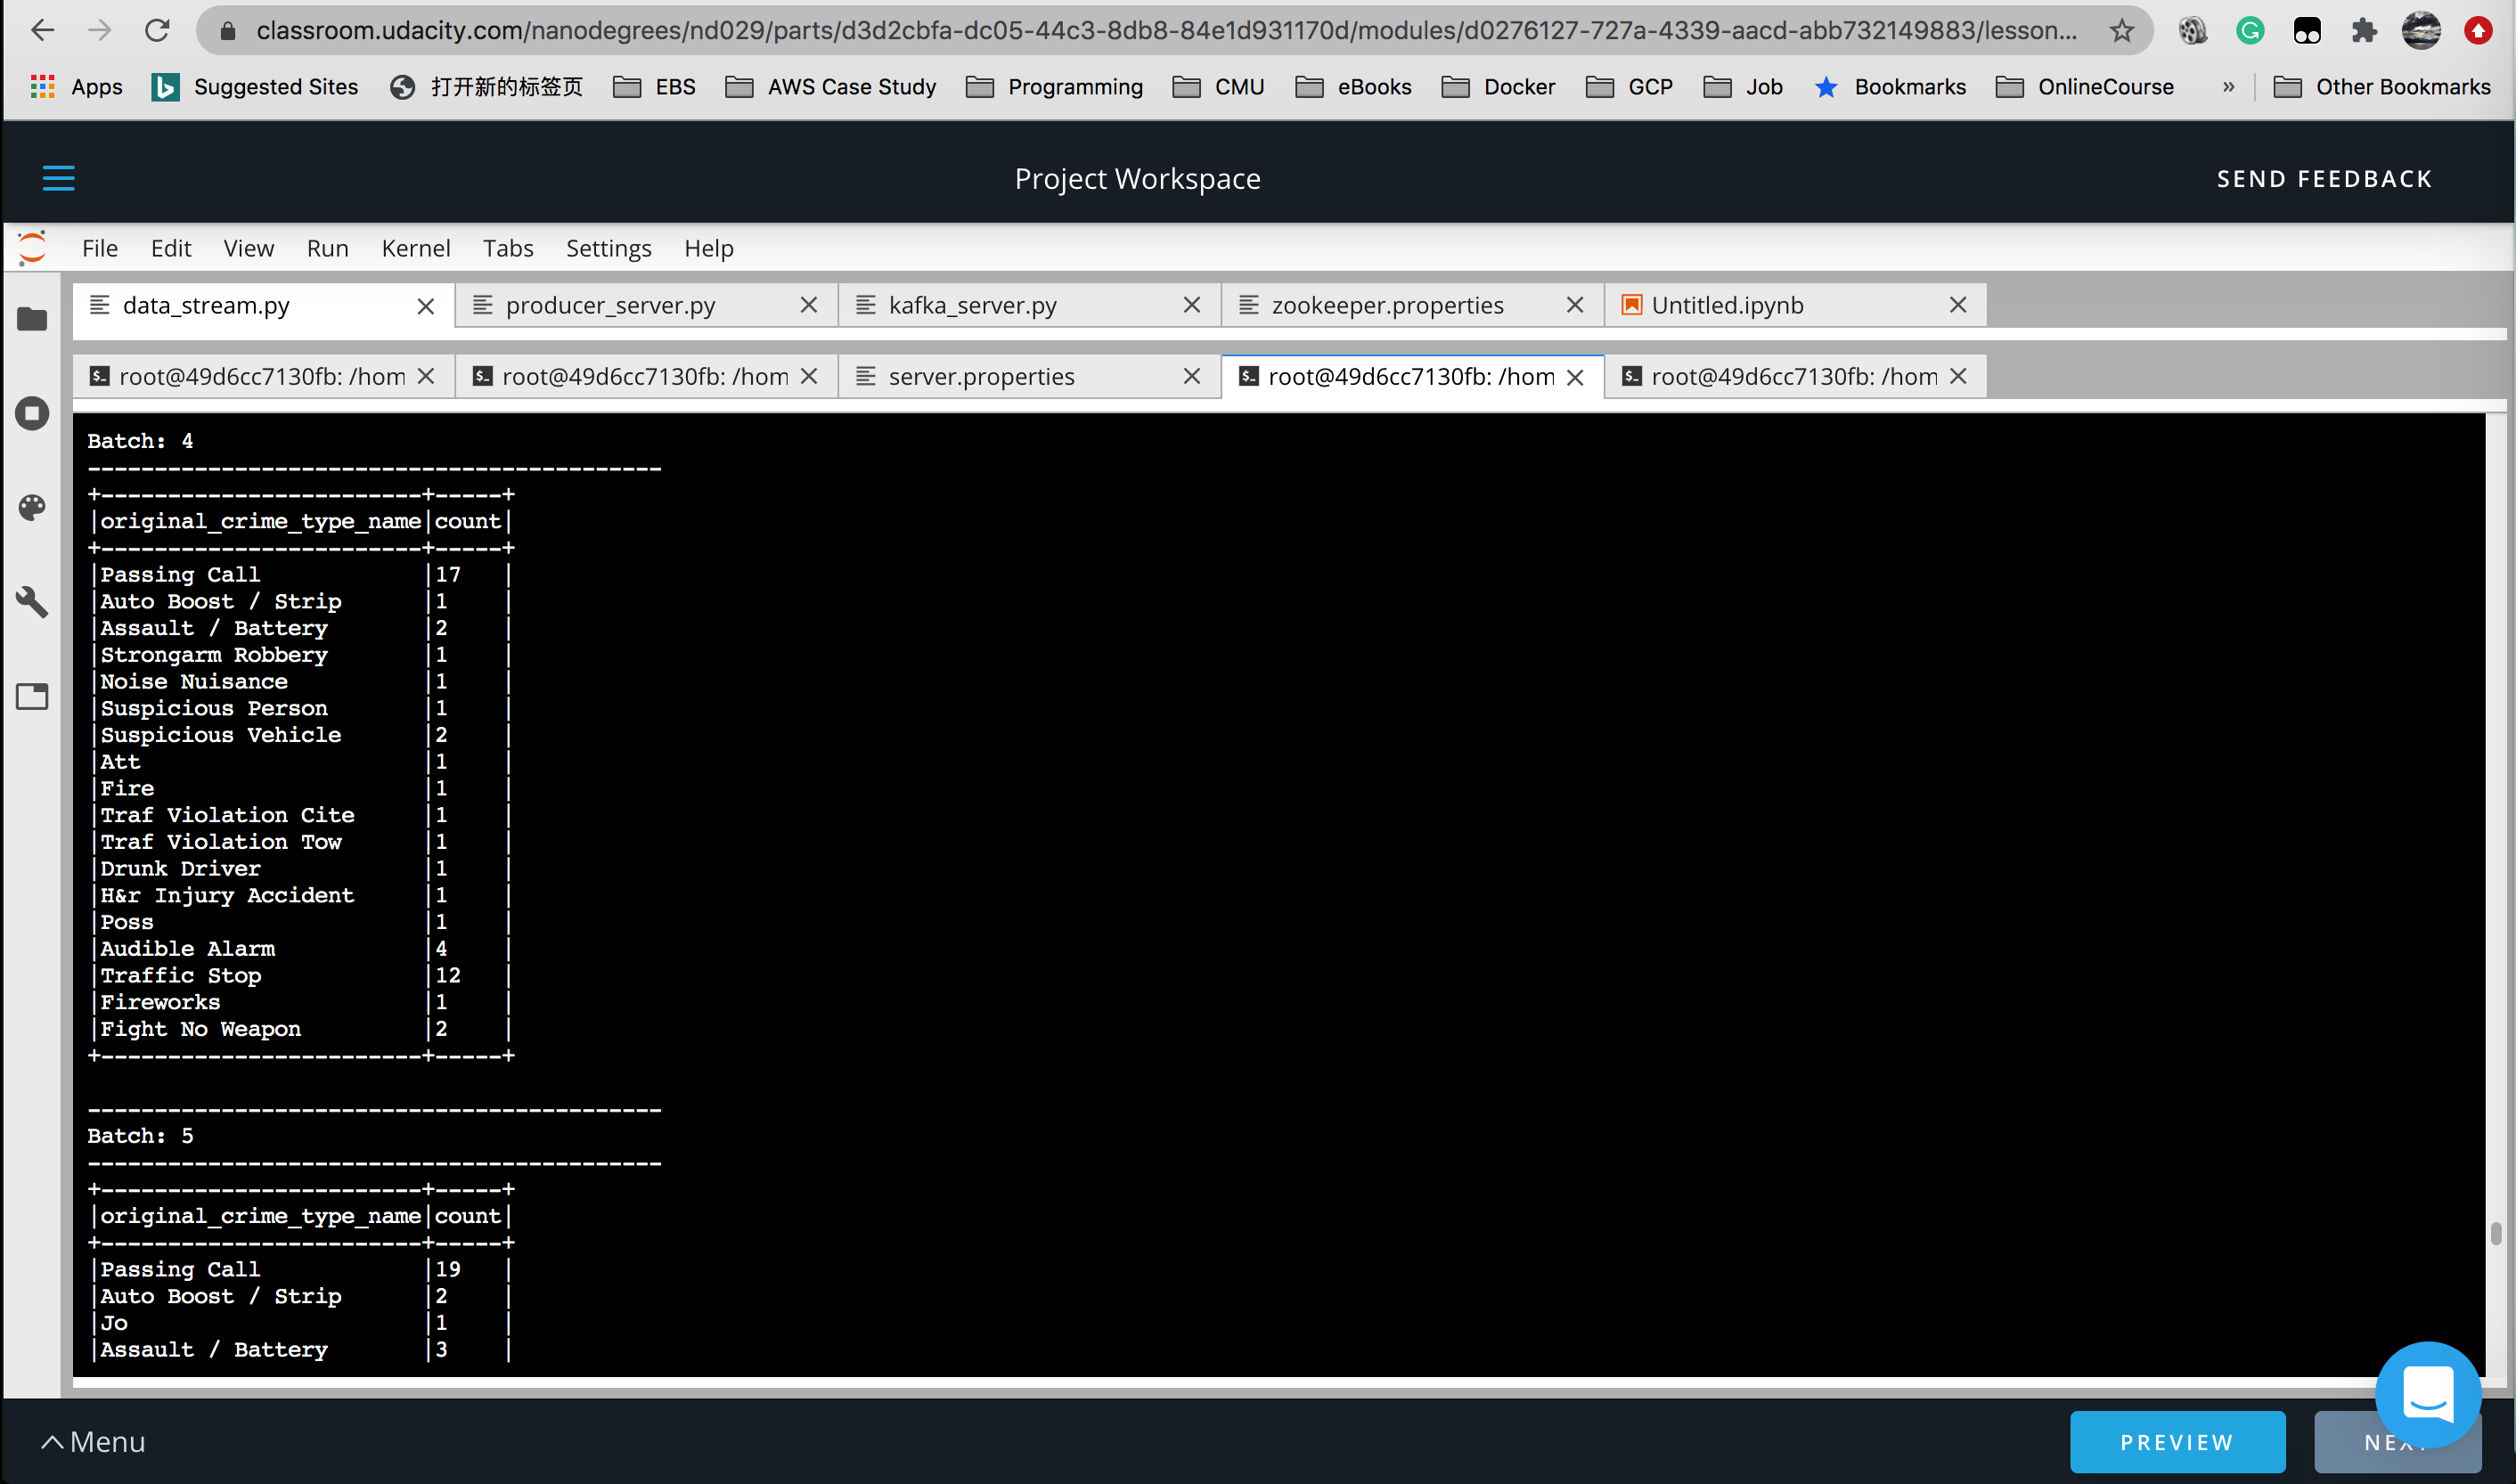 classroom.udacity.com/nanodegrees/nd029/parts/d3d2cbfa-dc05-44c3-8db8-84e1d931170d/modules/d0276127-727a-4339-aacd-abb732149883/lesson...
Apps Suggested Sites 打开新的标签页 EBS AWS Case Study Programming CMU eBooks Docker GCP Job Bookmarks OnlineCourse » Other Bookmarks
Project Workspace SEND FEEDBACK
File Edit View Run Kernel Tabs Settings Help
data_stream.py producer_server.py kafka_server.py zookeeper.properties Untitled.ipynb
root@49d6cc7130fb: /hom root@49d6cc7130fb: /hom server.properties root@49d6cc7130fb: /hom root@49d6cc7130fb: /hom
Batch: 4
-------------------------------------------
+------------------------+-----+
|original_crime_type_name|count|
+------------------------+-----+
|Passing Call            |17   |
|Auto Boost / Strip      |1    |
|Assault / Battery       |2    |
|Strongarm Robbery       |1    |
|Noise Nuisance          |1    |
|Suspicious Person       |1    |
|Suspicious Vehicle      |2    |
|Att                     |1    |
|Fire                    |1    |
|Traf Violation Cite     |1    |
|Traf Violation Tow      |1    |
|Drunk Driver            |1    |
|H&r Injury Accident     |1    |
|Poss                    |1    |
|Audible Alarm           |4    |
|Traffic Stop            |12   |
|Fireworks               |1    |
|Fight No Weapon         |2    |
+------------------------+-----+
-------------------------------------------
Batch: 5
-------------------------------------------
+------------------------+-----+
|original_crime_type_name|count|
+------------------------+-----+
|Passing Call            |19   |
|Auto Boost / Strip      |2    |
|Jo                      |1    |
|Assault / Battery       |3    |
Menu PREVIEW